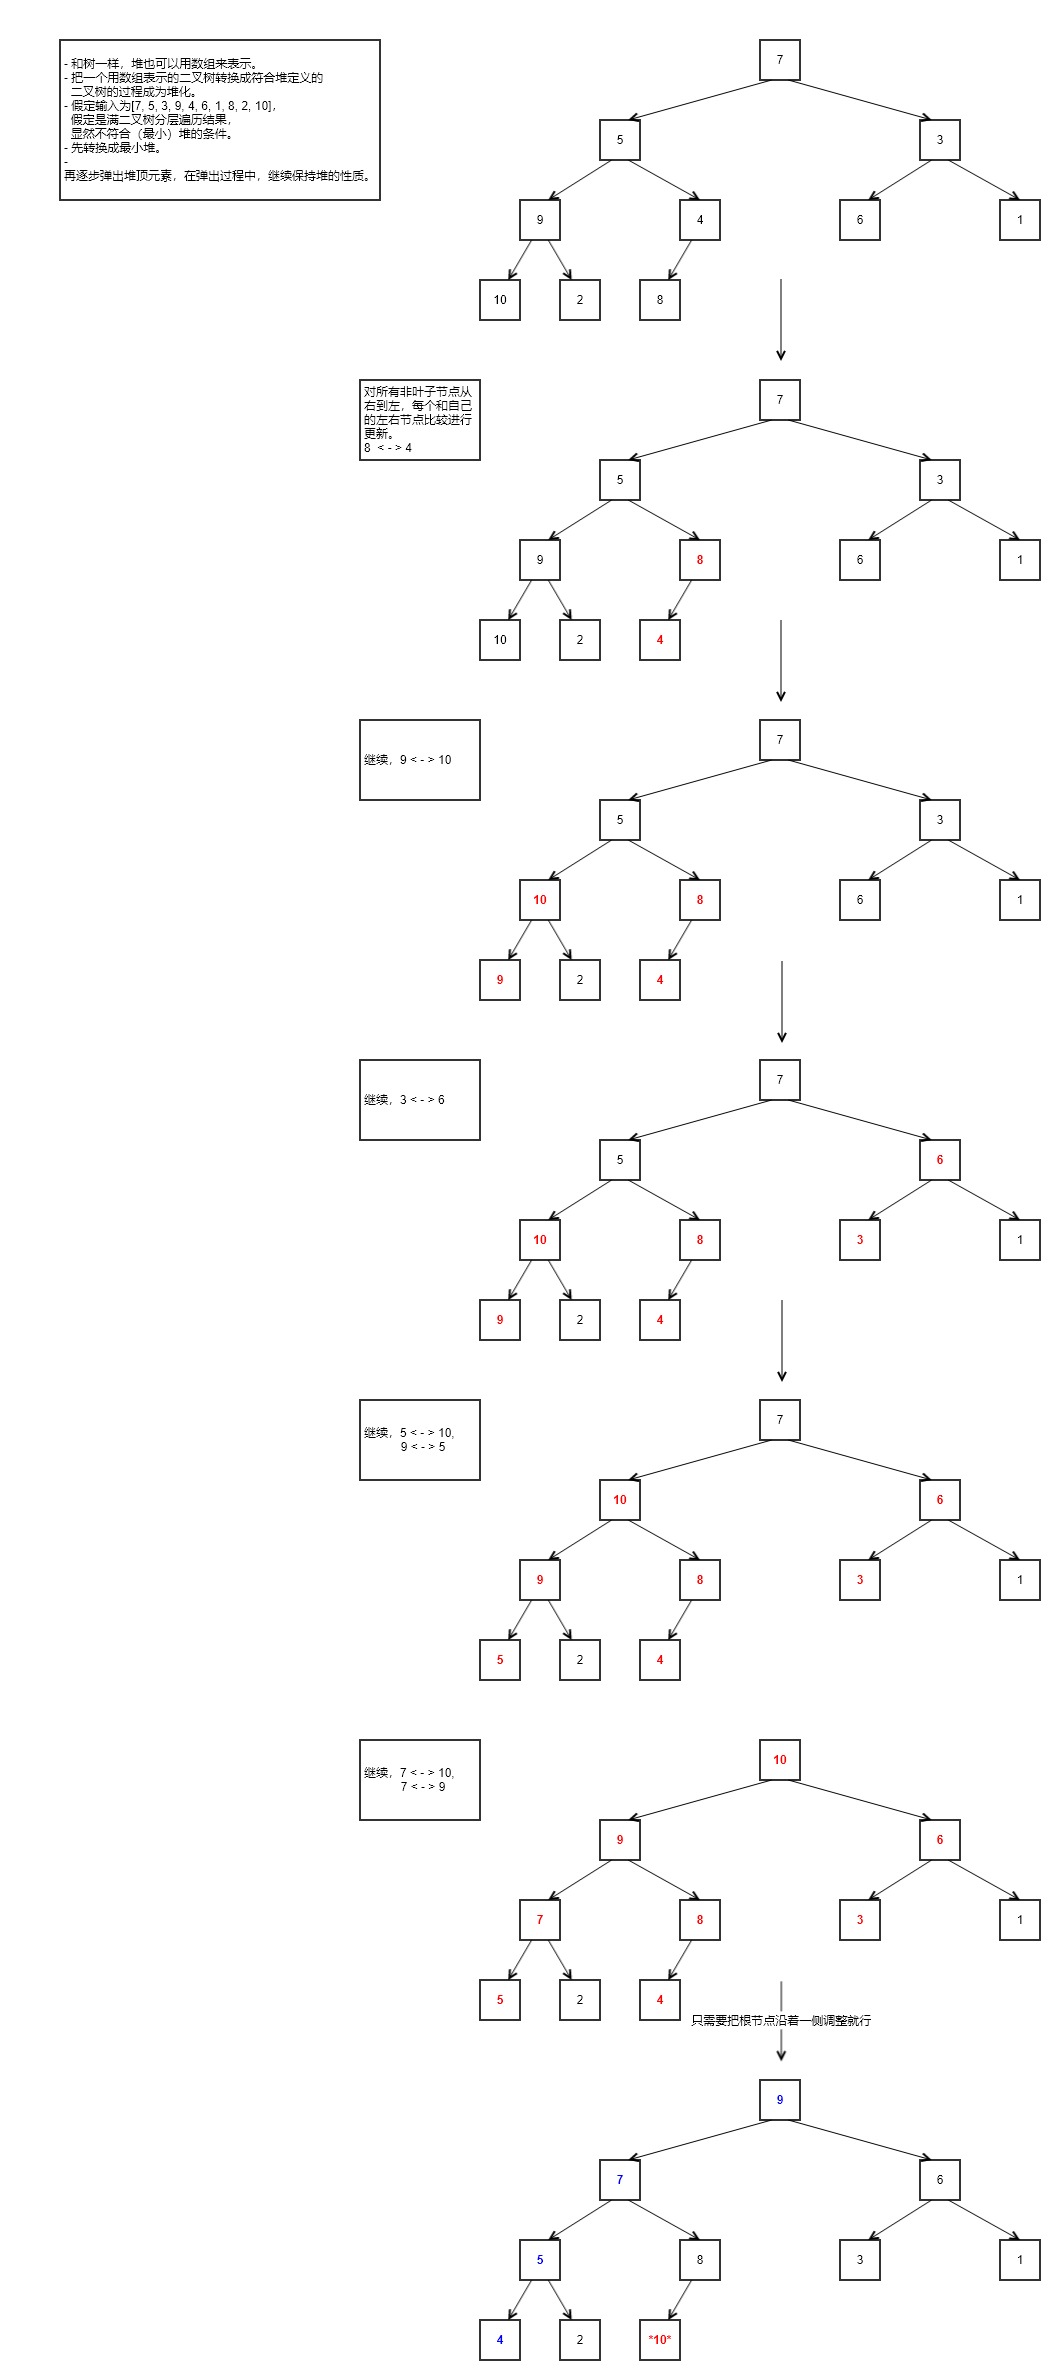 - 和树一样，堆也可以用数组来表示。
- 把一个用数组表示的二叉树转换成符合堆定义的
二叉树的过程成为堆化。
- 假定输入为[7, 5, 3, 9, 4, 6, 1, 8, 2, 10]，
假定是满二叉树分层遍历结果，
显然不符合（最小）堆的条件。
- 先转换成最小堆。
-
再逐步弹出堆顶元素，在弹出过程中，继续保持堆的性质。
7
5 3
9 4 6 1
10 2 8
对所有非叶子节点从
右到左，每个和自己
的左右节点比较进行
更新。
8 < - > 4
7
5 3
9 8 6 1
10 2 4
继续，9 < - > 10
7
5 3
10 8 6 1
9 2 4
继续，3 < - > 6
7
5 6
10 8 3 1
9 2 4
继续，5 < - > 10,
9 < - > 5
7
10 6
9 8 3 1
5 2 4
继续，7 < - > 10,
7 < - > 9
10
9 6
7 8 3 1
5 2 4
只需要把根节点沿着一侧调整就行
9
7 6
5 8 3 1
4 2 *10*